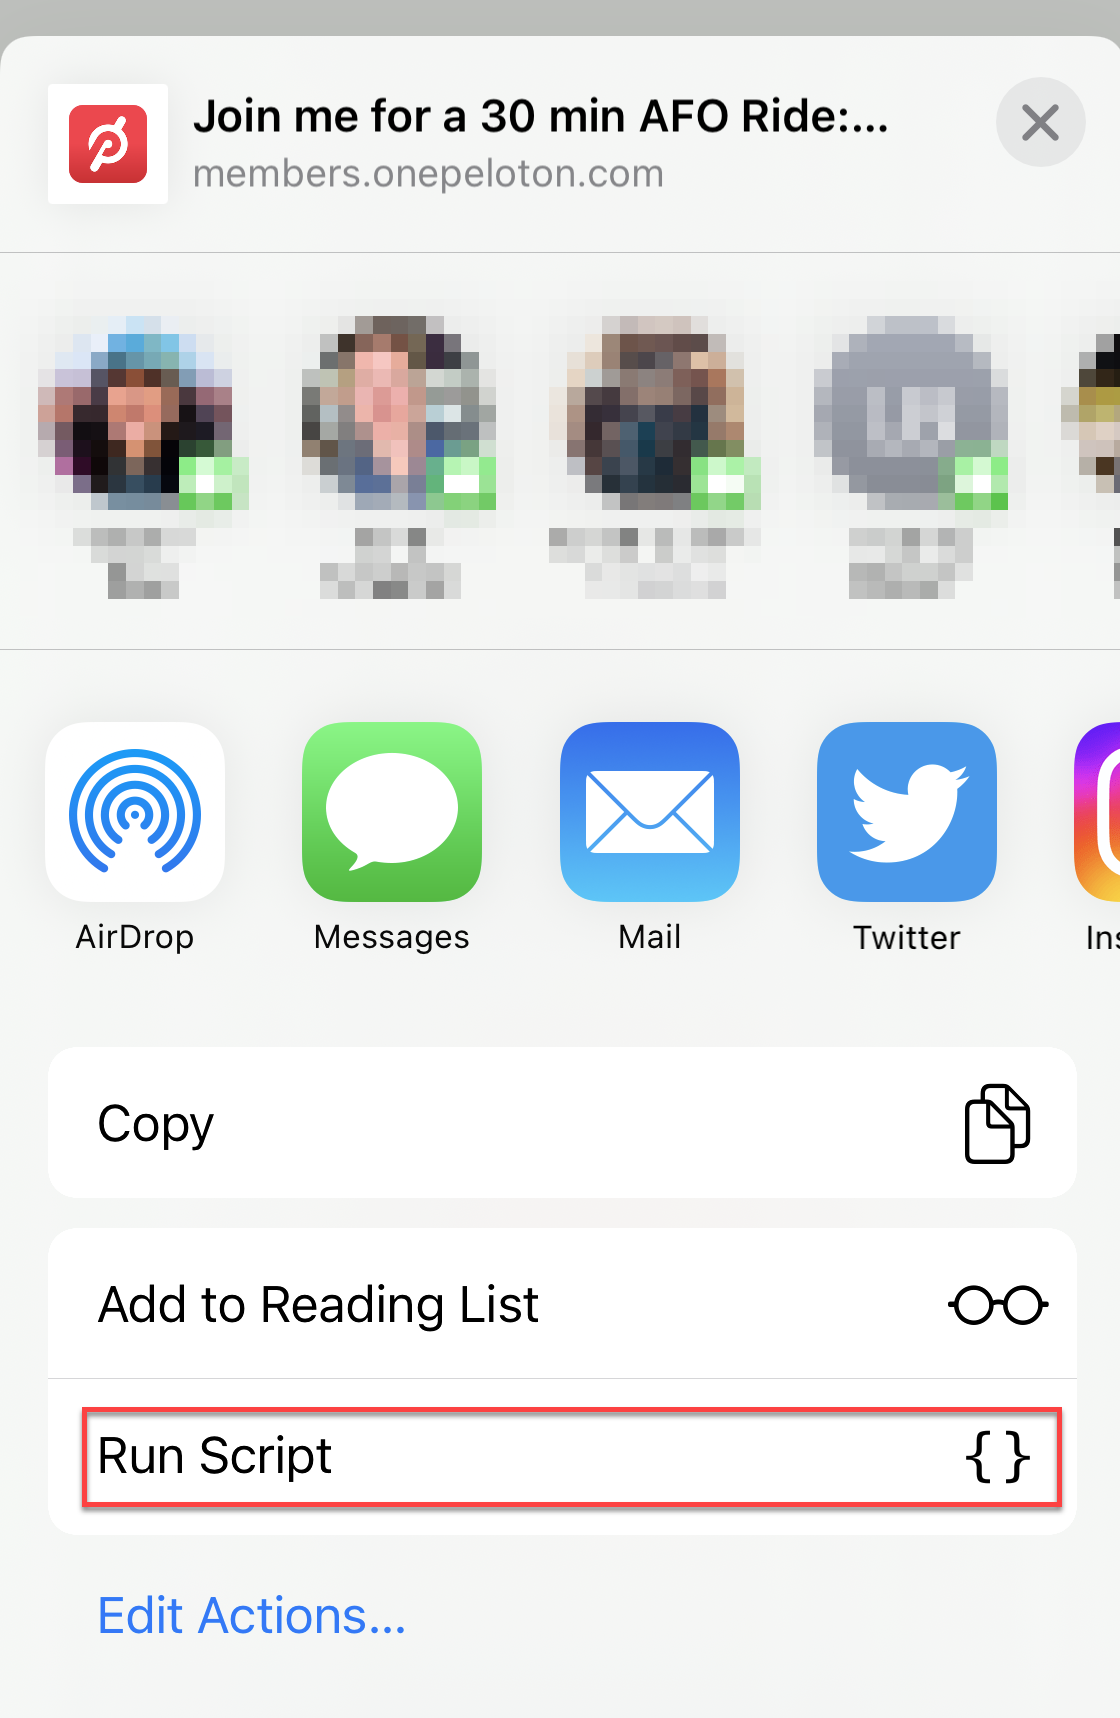 Join me for a 30 min AFO Ride:...
members.onepeloton.com
AirDrop
Messages
Mail
Twitter
Ins
Copy
Add to Reading List
Run Script
{ }
Edit Actions...